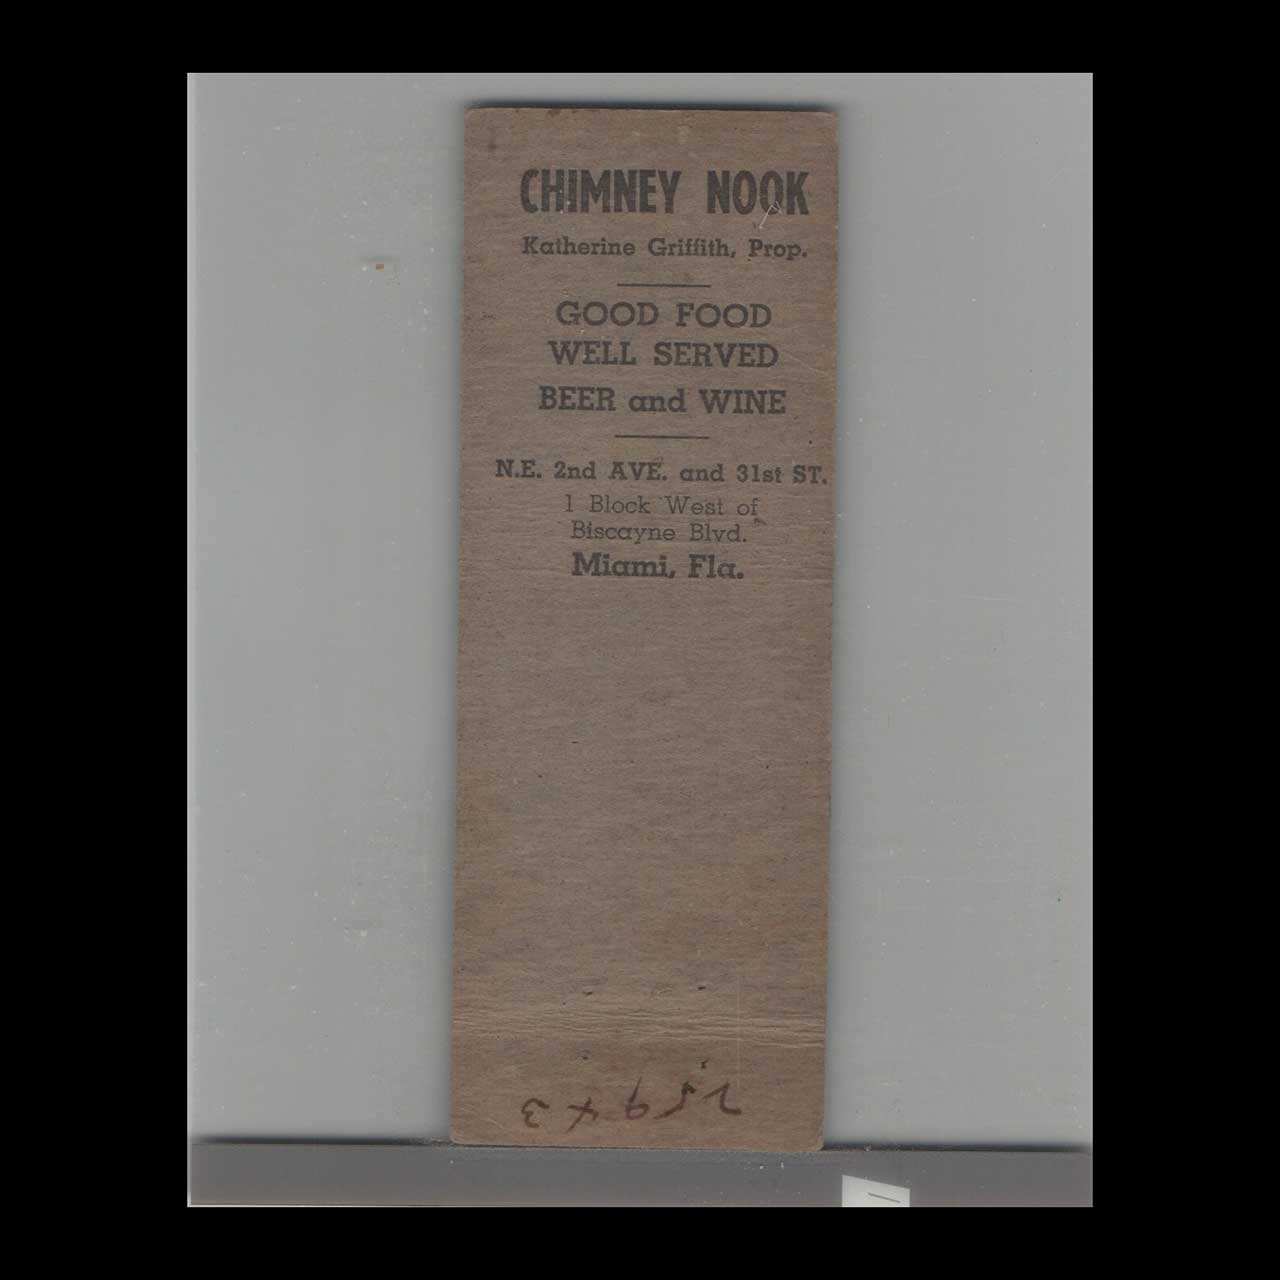 CHIMNEY NOOK
Katherine Griffith, Prop.
GOOD FOOD
WELL SERVED
BEER and WINE
N.E. 2nd AVE. and 31st ST.
1 Block West of
Biscayne Blvd.
Miami, Fla.